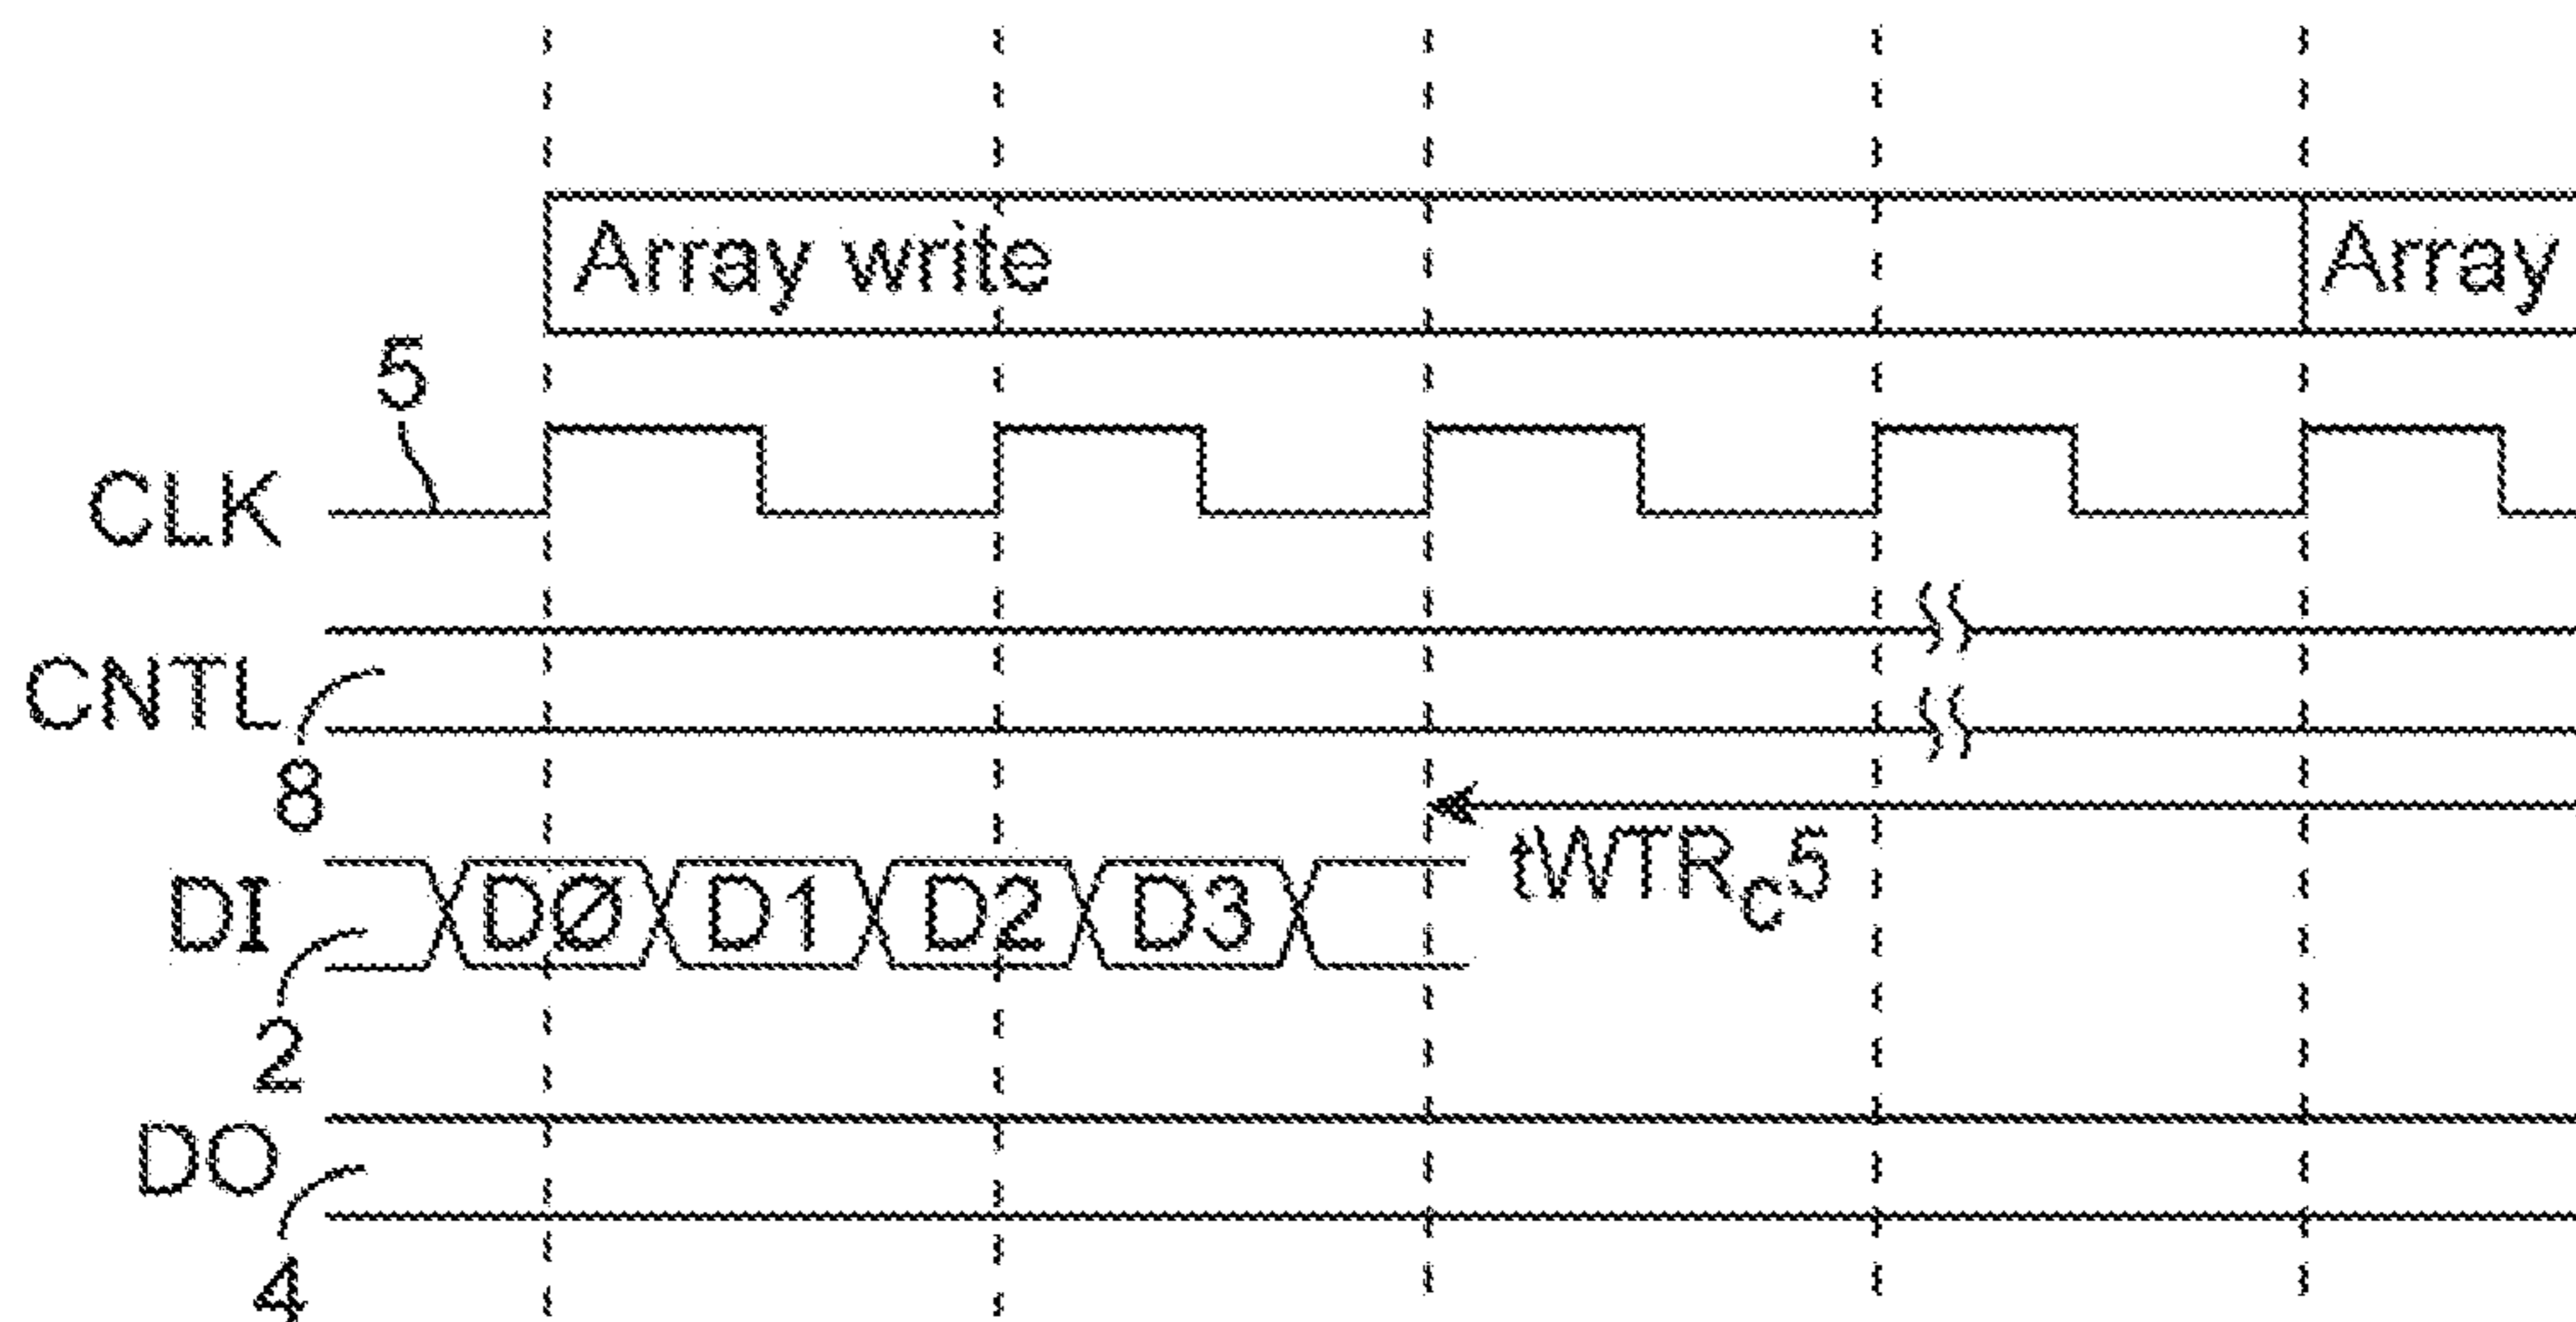 Array write
Array
5
CLK
CNTL
8
tWTRC5
DI
DØ D1 D2 D3
2
DO
4